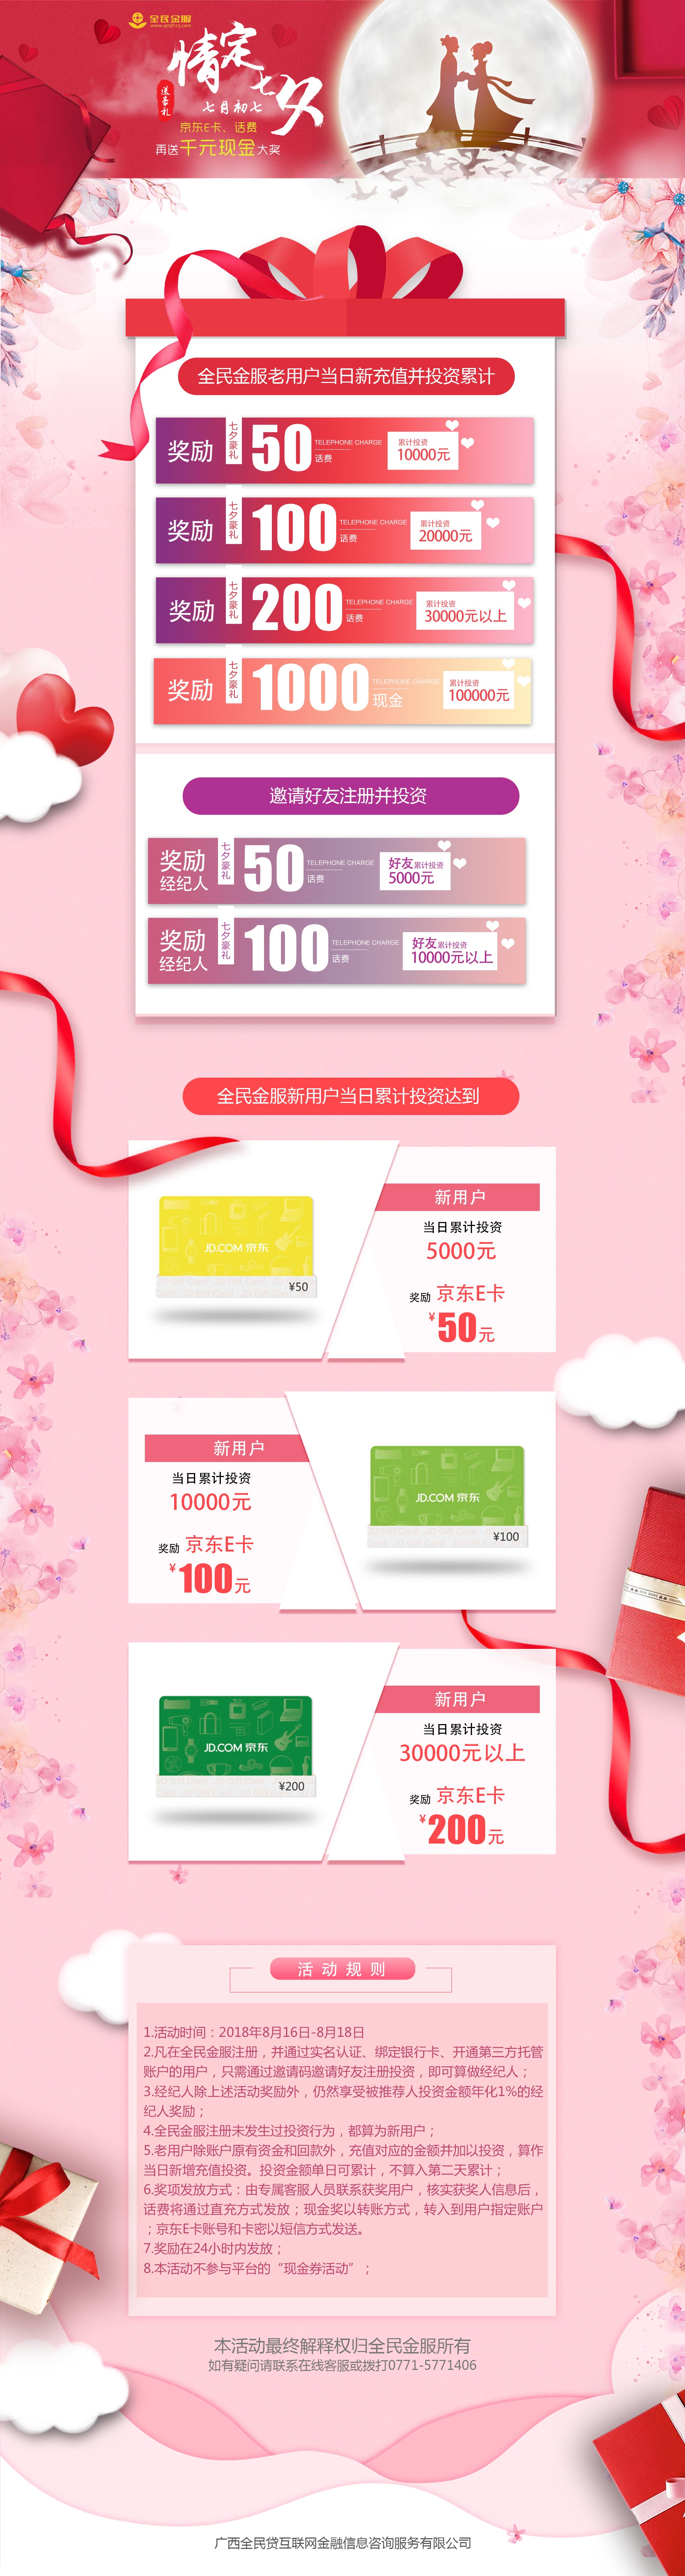 全民金服
情定七夕
送豪礼
七月初七
京东E卡、话费
再送千元现金大奖
全民金服老用户当日新充值并投资累计
奖励
七夕豪礼
50
TELEPHONE CHARGE
话费
累计投资
10000元
奖励
七夕豪礼
100
TELEPHONE CHARGE
话费
累计投资
20000元
奖励
七夕豪礼
200
TELEPHONE CHARGE
话费
累计投资
30000元以上
奖励
七夕豪礼
1000
TELEPHONE CHARGE
现金
累计投资
100000元
邀请好友注册并投资
奖励
经纪人
七夕豪礼
50
TELEPHONE CHARGE
话费
好友累计投资
5000元
奖励
经纪人
七夕豪礼
100
TELEPHONE CHARGE
话费
好友累计投资
10000元以上
全民金服新用户当日累计投资达到
JD.COM 京东
¥50
新用户
当日累计投资
5000元
奖励 京东E卡
¥50元
新用户
当日累计投资
10000元
奖励 京东E卡
¥100元
JD.COM 京东
¥100
JD.COM 京东
¥200
新用户
当日累计投资
30000元以上
奖励 京东E卡
¥200元
活动规则
1.活动时间：2018年8月16日-8月18日
2.凡在全民金服注册，并通过实名认证、绑定银行卡、开通第三方托管
账户的用户，只需通过邀请码邀请好友注册投资，即可算做经纪人；
3.经纪人除上述活动奖励外，仍然享受被推荐人投资金额年化1%的经
纪人奖励；
4.全民金服注册未发生过投资行为，都算为新用户；
5.老用户除账户原有资金和回款外，充值对应的金额并加以投资，算作
当日新增充值投资。投资金额单日可累计，不算入第二天累计；
6.奖项发放方式：由专属客服人员联系获奖用户，核实获奖人信息后，
话费将通过直充方式发放；现金奖以转账方式，转入到用户指定账户
；京东E卡账号和卡密以短信方式发送。
7.奖励在24小时内发放；
8.本活动不参与平台的“现金券活动”；
本活动最终解释权归全民金服所有
如有疑问请联系在线客服或拨打0771-5771406
广西全民贷互联网金融信息咨询服务有限公司